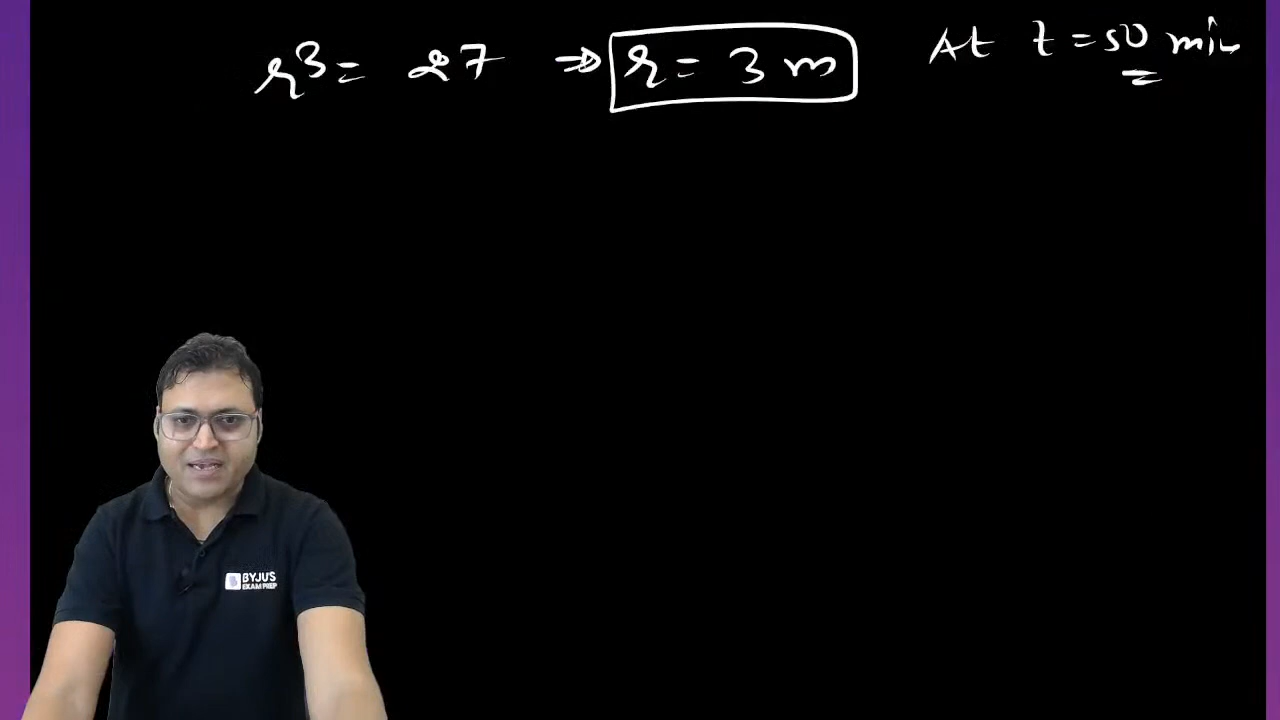 r³ = 27 ⇒ r = 3 m At t = 50 min
BYJU'S
EXAM PREP